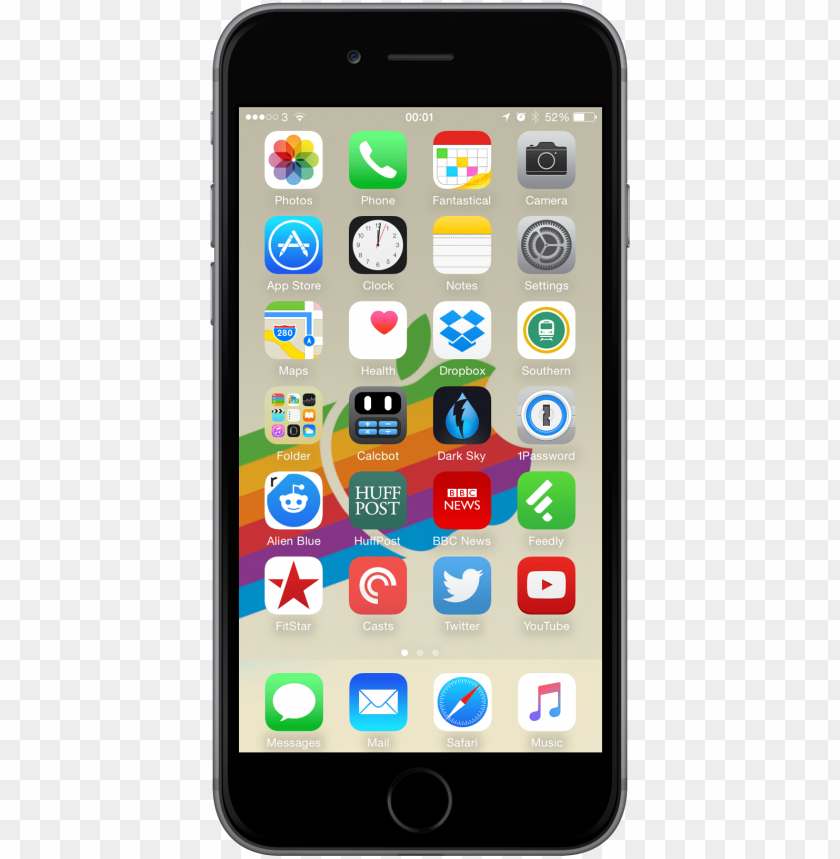 3 00:01 52%
Photos Phone Fantastical Camera
App Store Clock Notes Settings
280
Maps Health Dropbox Southern
Folder Calcbot Dark Sky 1Password
r
HUFF POST BBC NEWS
Alien Blue HuffPost BBC News Feedly
FitStar Casts Twitter YouTube
Messages Mail Safari Music